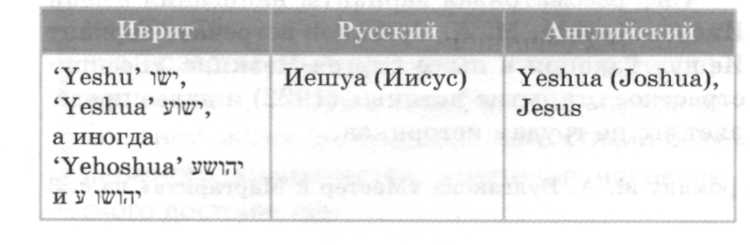 Иврит Русский Английский
‘Yeshu’ ישו, Иешуа (Иисус) Yeshua (Joshua),
‘Yeshua’ ישוע, Jesus
а иногда
‘Yehoshua’ יהושע
и יהושו ע